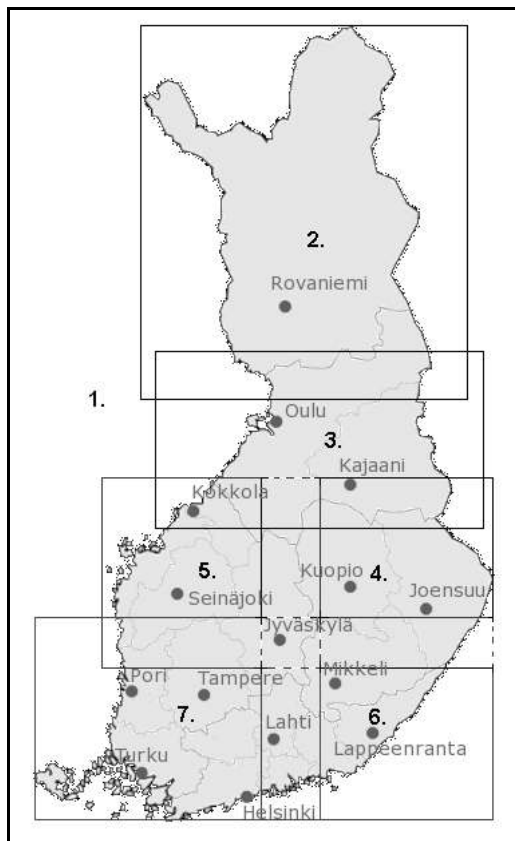 2.
Rovaniemi
1.
Oulu
3.
Kajaani
Kokkola
5.
Kuopio
4.
Seinäjoki
Joensuu
Jyväskylä
Mikkeli
Pori
Tampere
7.
6.
Lahti
Lappeenranta
Turku
Helsinki